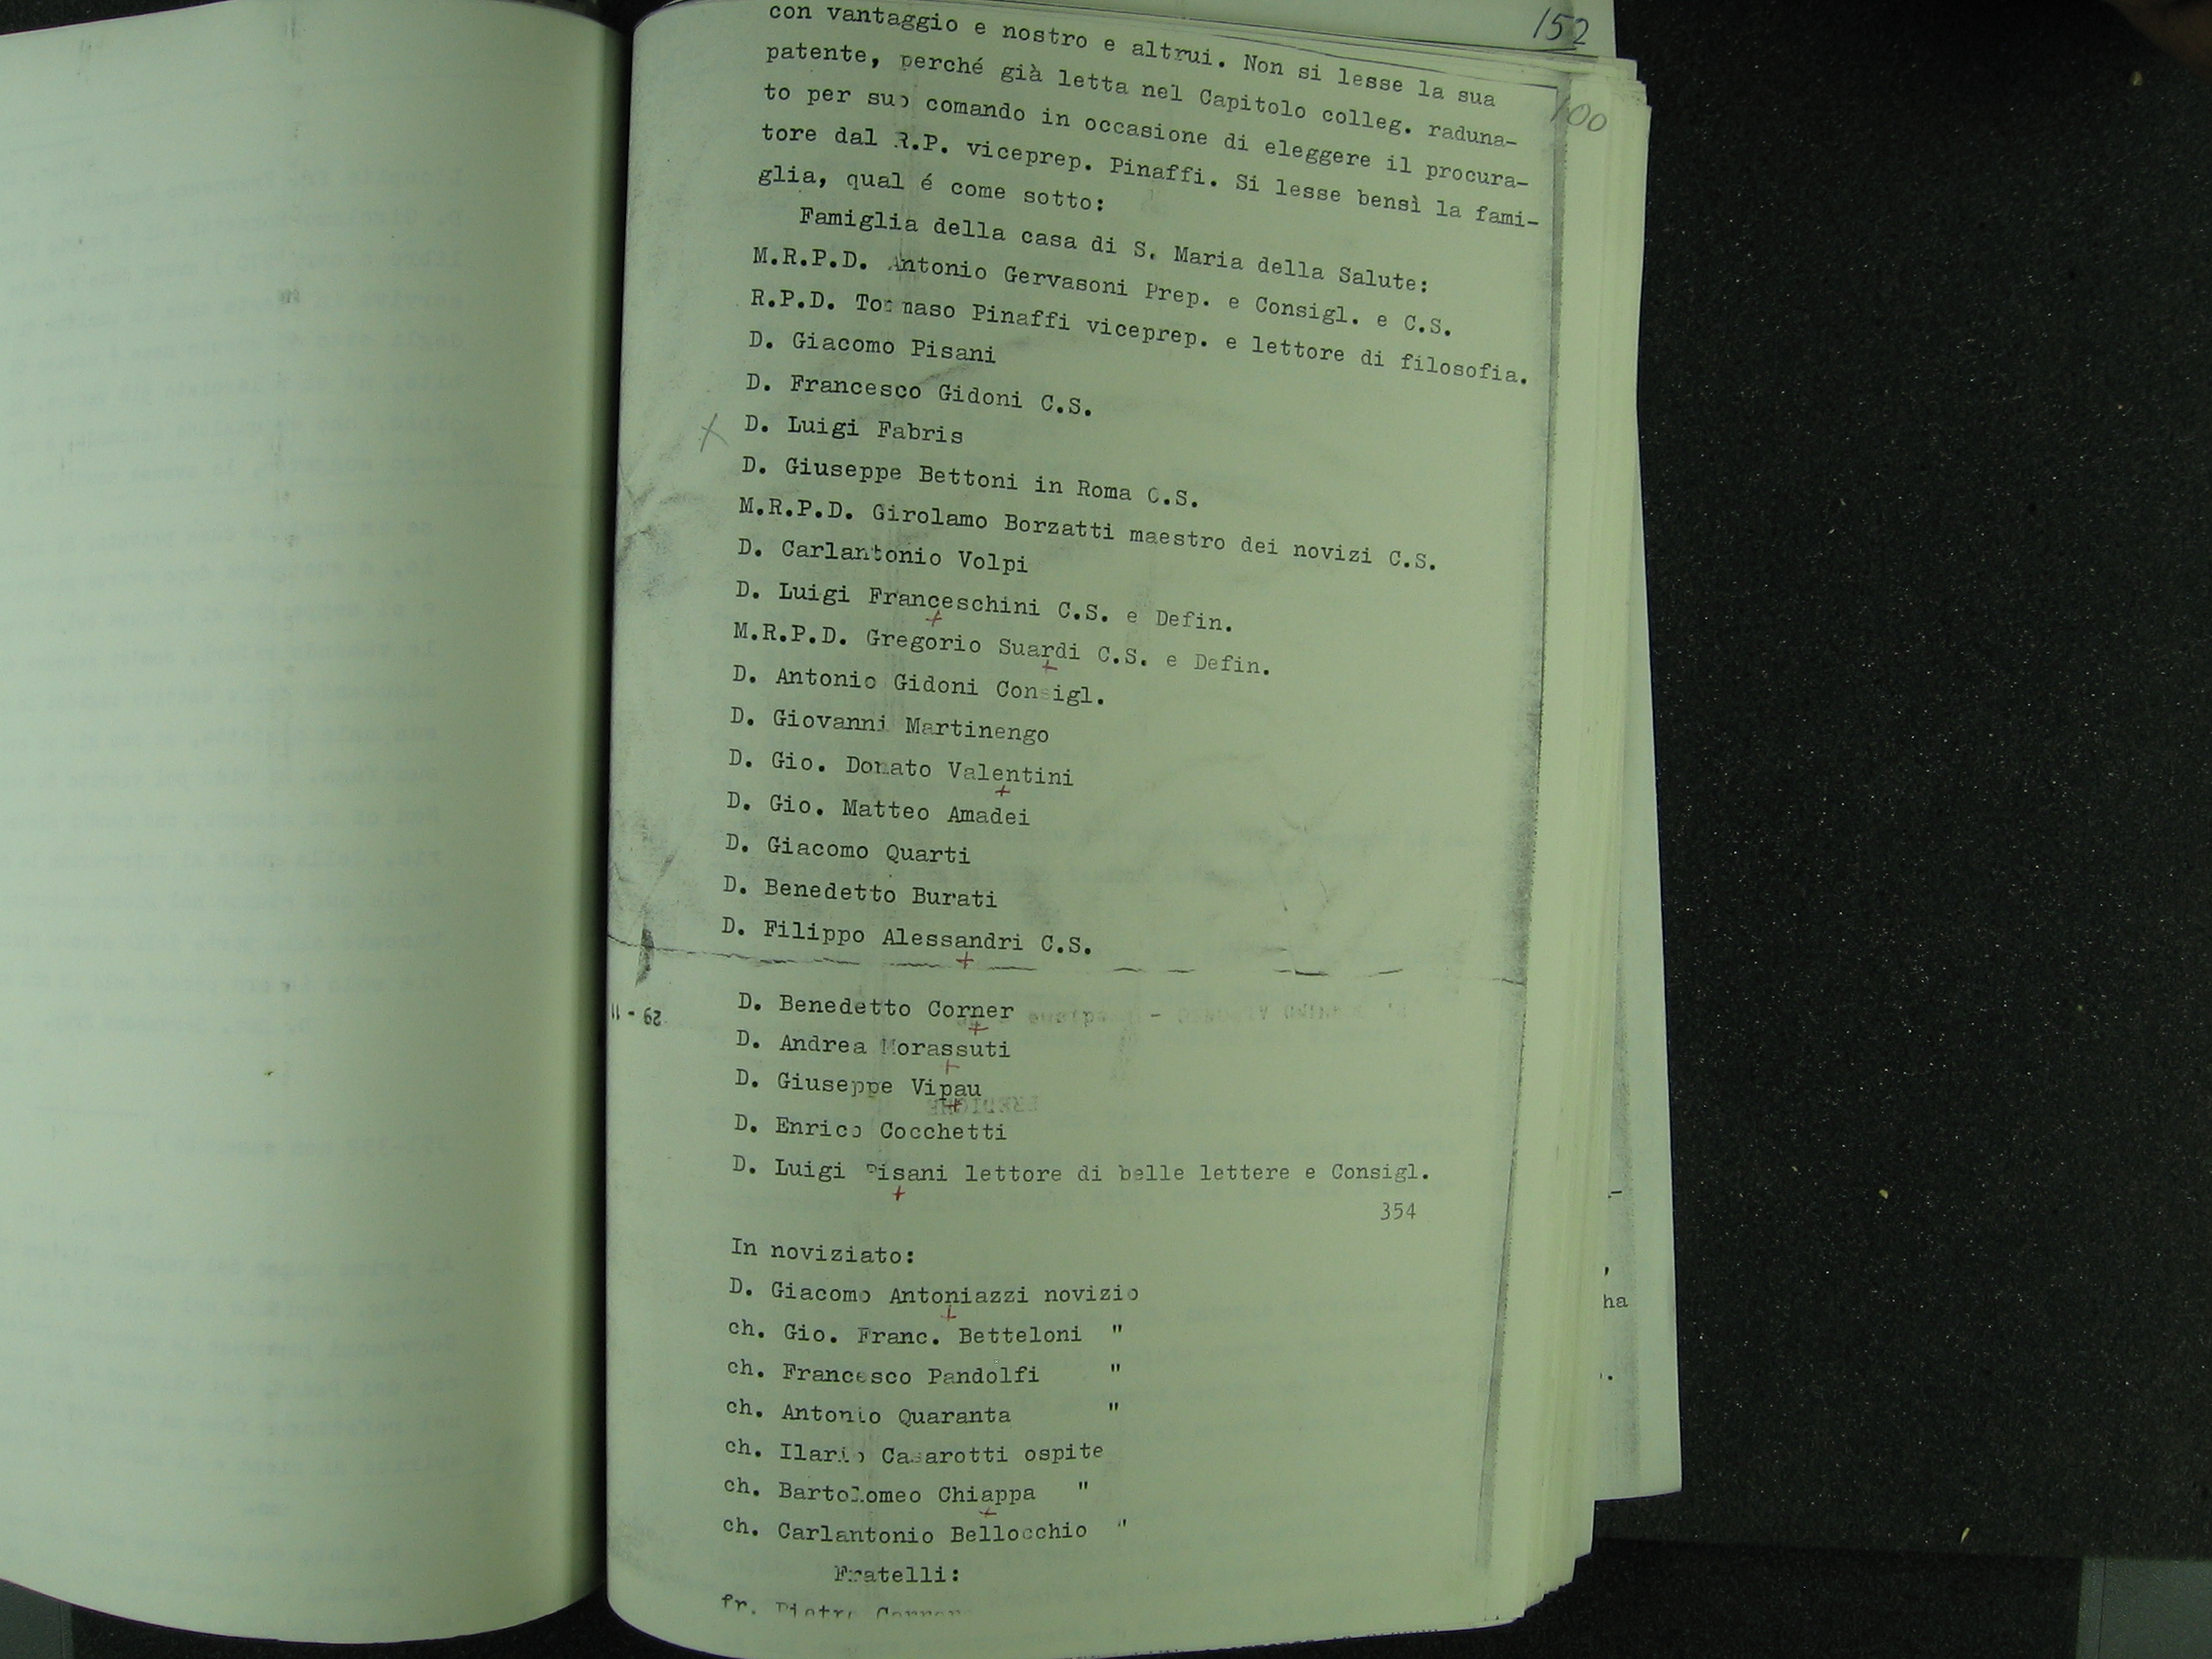 152
100
con vantaggio e nostro e altrui. Non si lesse la sua
patente, perché già letta nel Capitolo colleg. raduna-
to per suo comando in occasione di eleggere il procura-
tore dal R.P. viceprep. Pinaffi. Si lesse bensì la fami-
glia, qual é come sotto:
Famiglia della casa di S. Maria della Salute:
M.R.P.D. Antonio Gervasoni Prep. e Consigl. e C.S.
R.P.D. Tommaso Pinaffi viceprep. e lettore di filosofia.
D. Giacomo Pisani
D. Francesco Gidoni C.S.
D. Luigi Fabris
D. Giuseppe Bettoni in Roma C.S.
M.R.P.D. Girolamo Borzatti maestro dei novizi C.S.
D. Carlantonio Volpi
D. Luigi Franceschini C.S. e Defin.
M.R.P.D. Gregorio Suardi C.S. e Defin.
D. Antonio Gidoni Consigl.
D. Giovanni Martinengo
D. Gio. Donato Valentini
D. Gio. Matteo Amadei
D. Giacomo Quarti
D. Benedetto Burati
D. Filippo Alessandri C.S.
D. Benedetto Corner
D. Andrea Morassuti
D. Giuseppe Vipau
D. Enrico Cocchetti
D. Luigi Pisani lettore di belle lettere e Consigl.
354
In noviziato:
D. Giacomo Antoniazzi novizio
ch. Gio. Franc. Betteloni "
ch. Francesco Pandolfi "
ch. Antonio Quaranta "
ch. Ilario Casarotti ospite
ch. Bartolomeo Chiappa "
ch. Carlantonio Bellocchio "
Fratelli:
fr. Pietro
ha